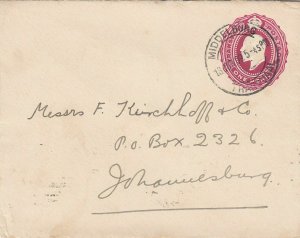 MIDDELBURG
TRANSVAAL
ONE PENNY
Messrs F. Kirchhoff & Co.
P.O. Box 2326
Johannesburg